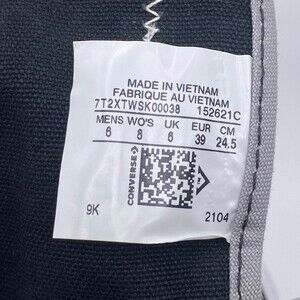 MADE IN VIETNAM
FABRIQUE AU VIETNAM
7T2XTWSK00038 152621C
MENS WO'S UK EUR CM
6 8 6 39 24.5
CONVERSE
9K 2104